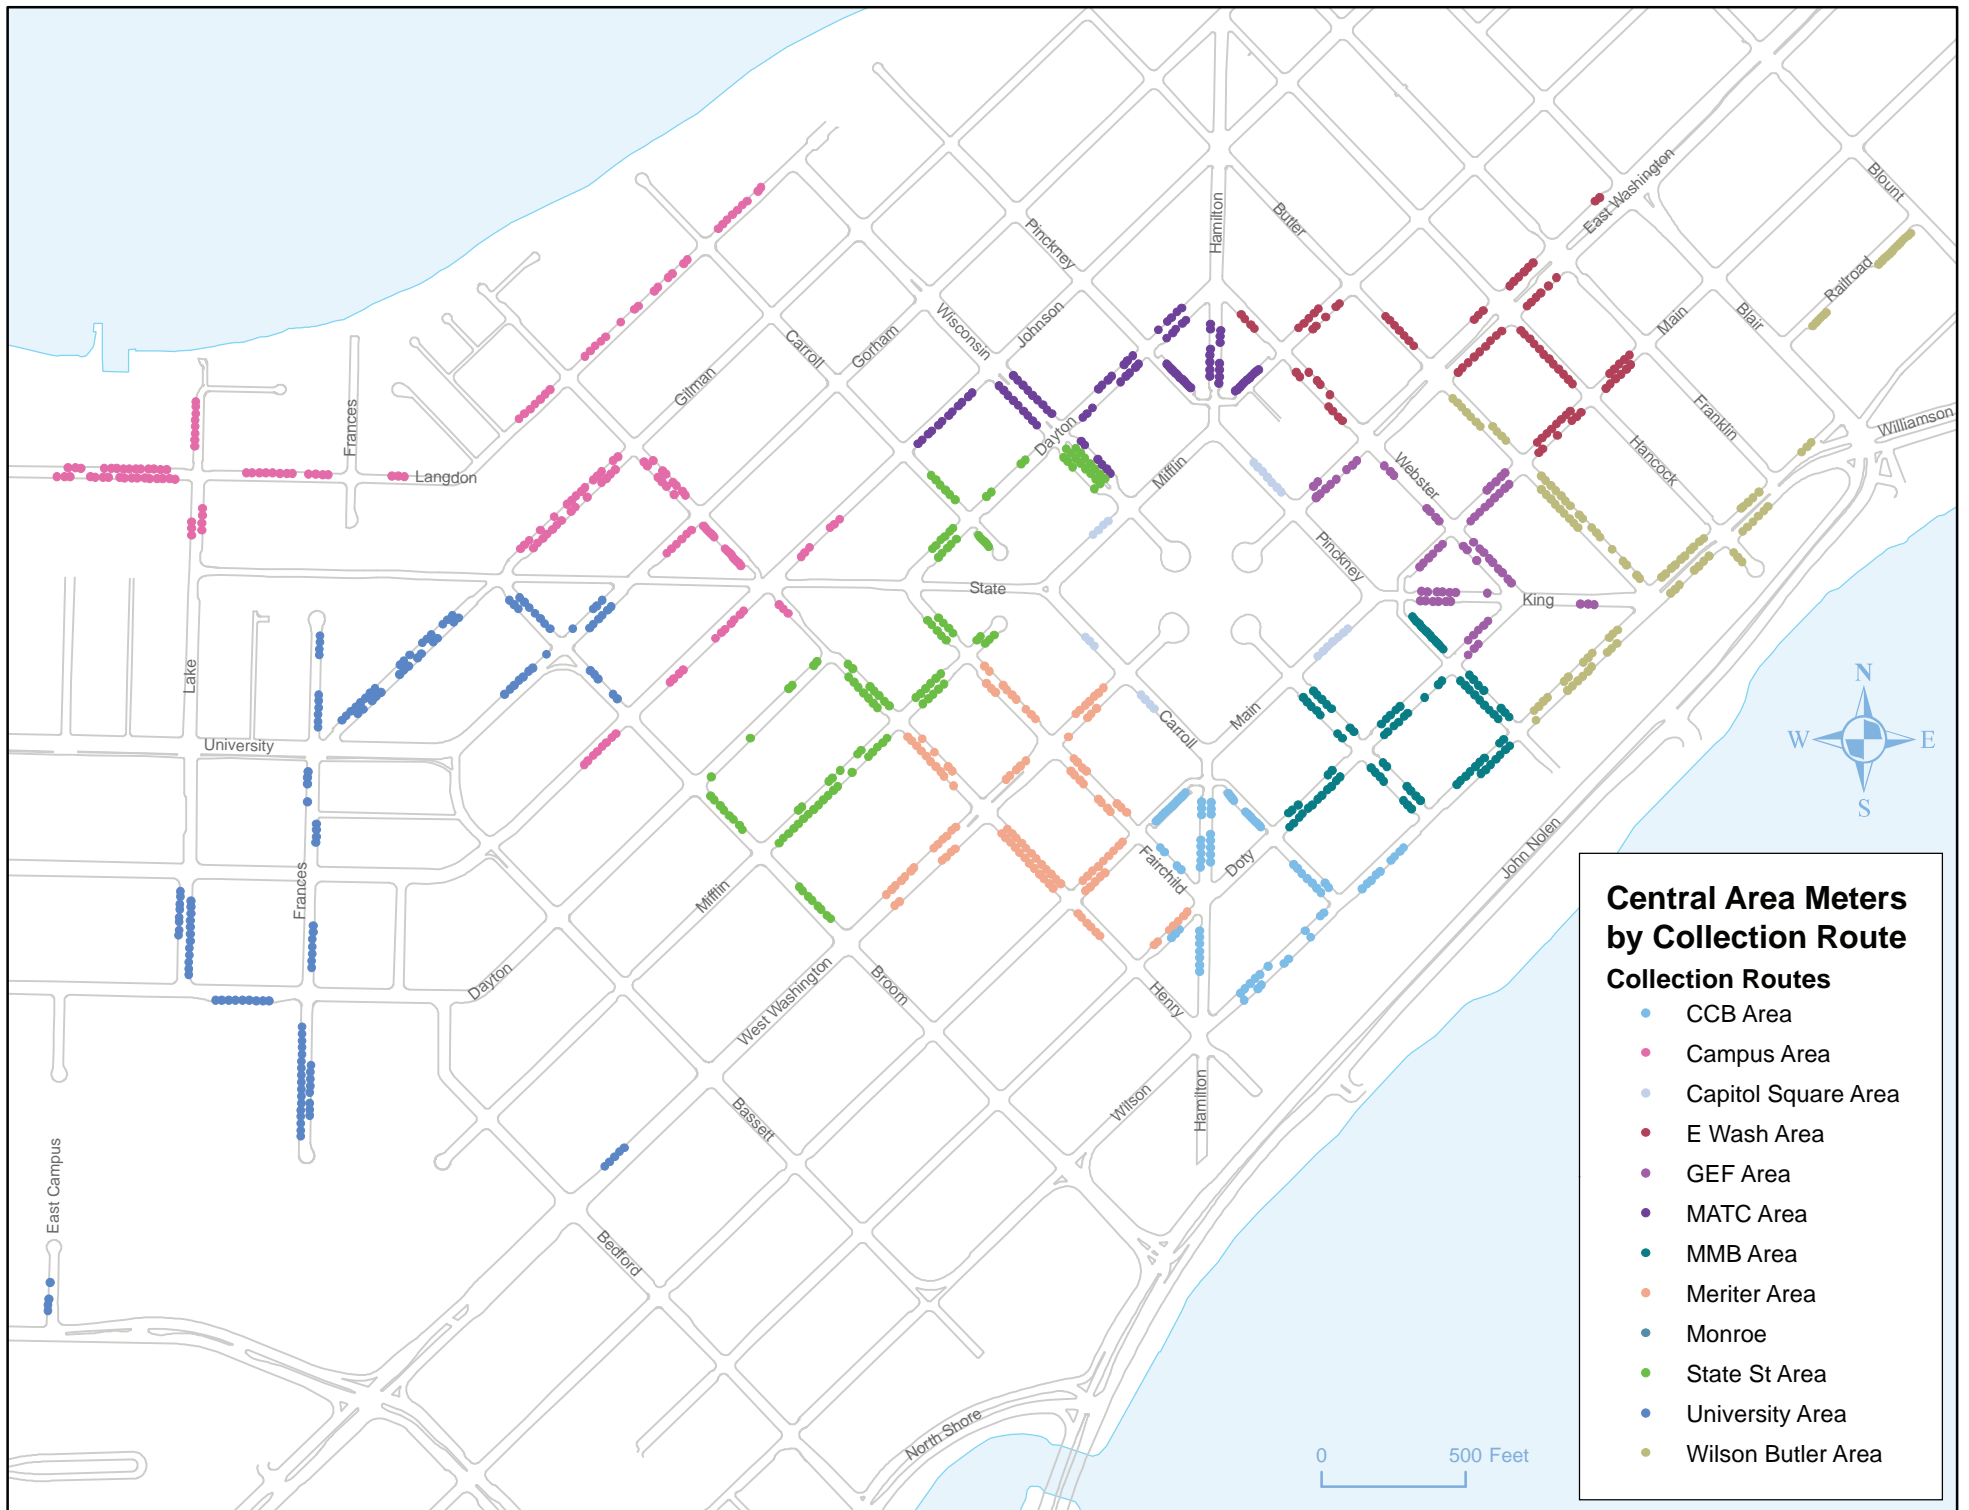 Blount
East Washington
Hamilton
Butler
Pinckney
Railroad
Main
Blair
Wisconsin
Johnson
Carroll
Gorham
Gilman
Frances
Franklin
Williamson
Dayton
Hancock
Langdon
Mifflin
Webster
Pinckney
State
King
Lake
N
W
E
S
University
Carroll
Main
John Nolen
Fairchild
Doty
Frances
Mifflin
Dayton
West Washington
Broom
Henry
Wilson
Hamilton
Bassett
East Campus
Bedford
North Shore
0
500 Feet
Central Area Meters
by Collection Route
Collection Routes
CCB Area
Campus Area
Capitol Square Area
E Wash Area
GEF Area
MATC Area
MMB Area
Meriter Area
Monroe
State St Area
University Area
Wilson Butler Area